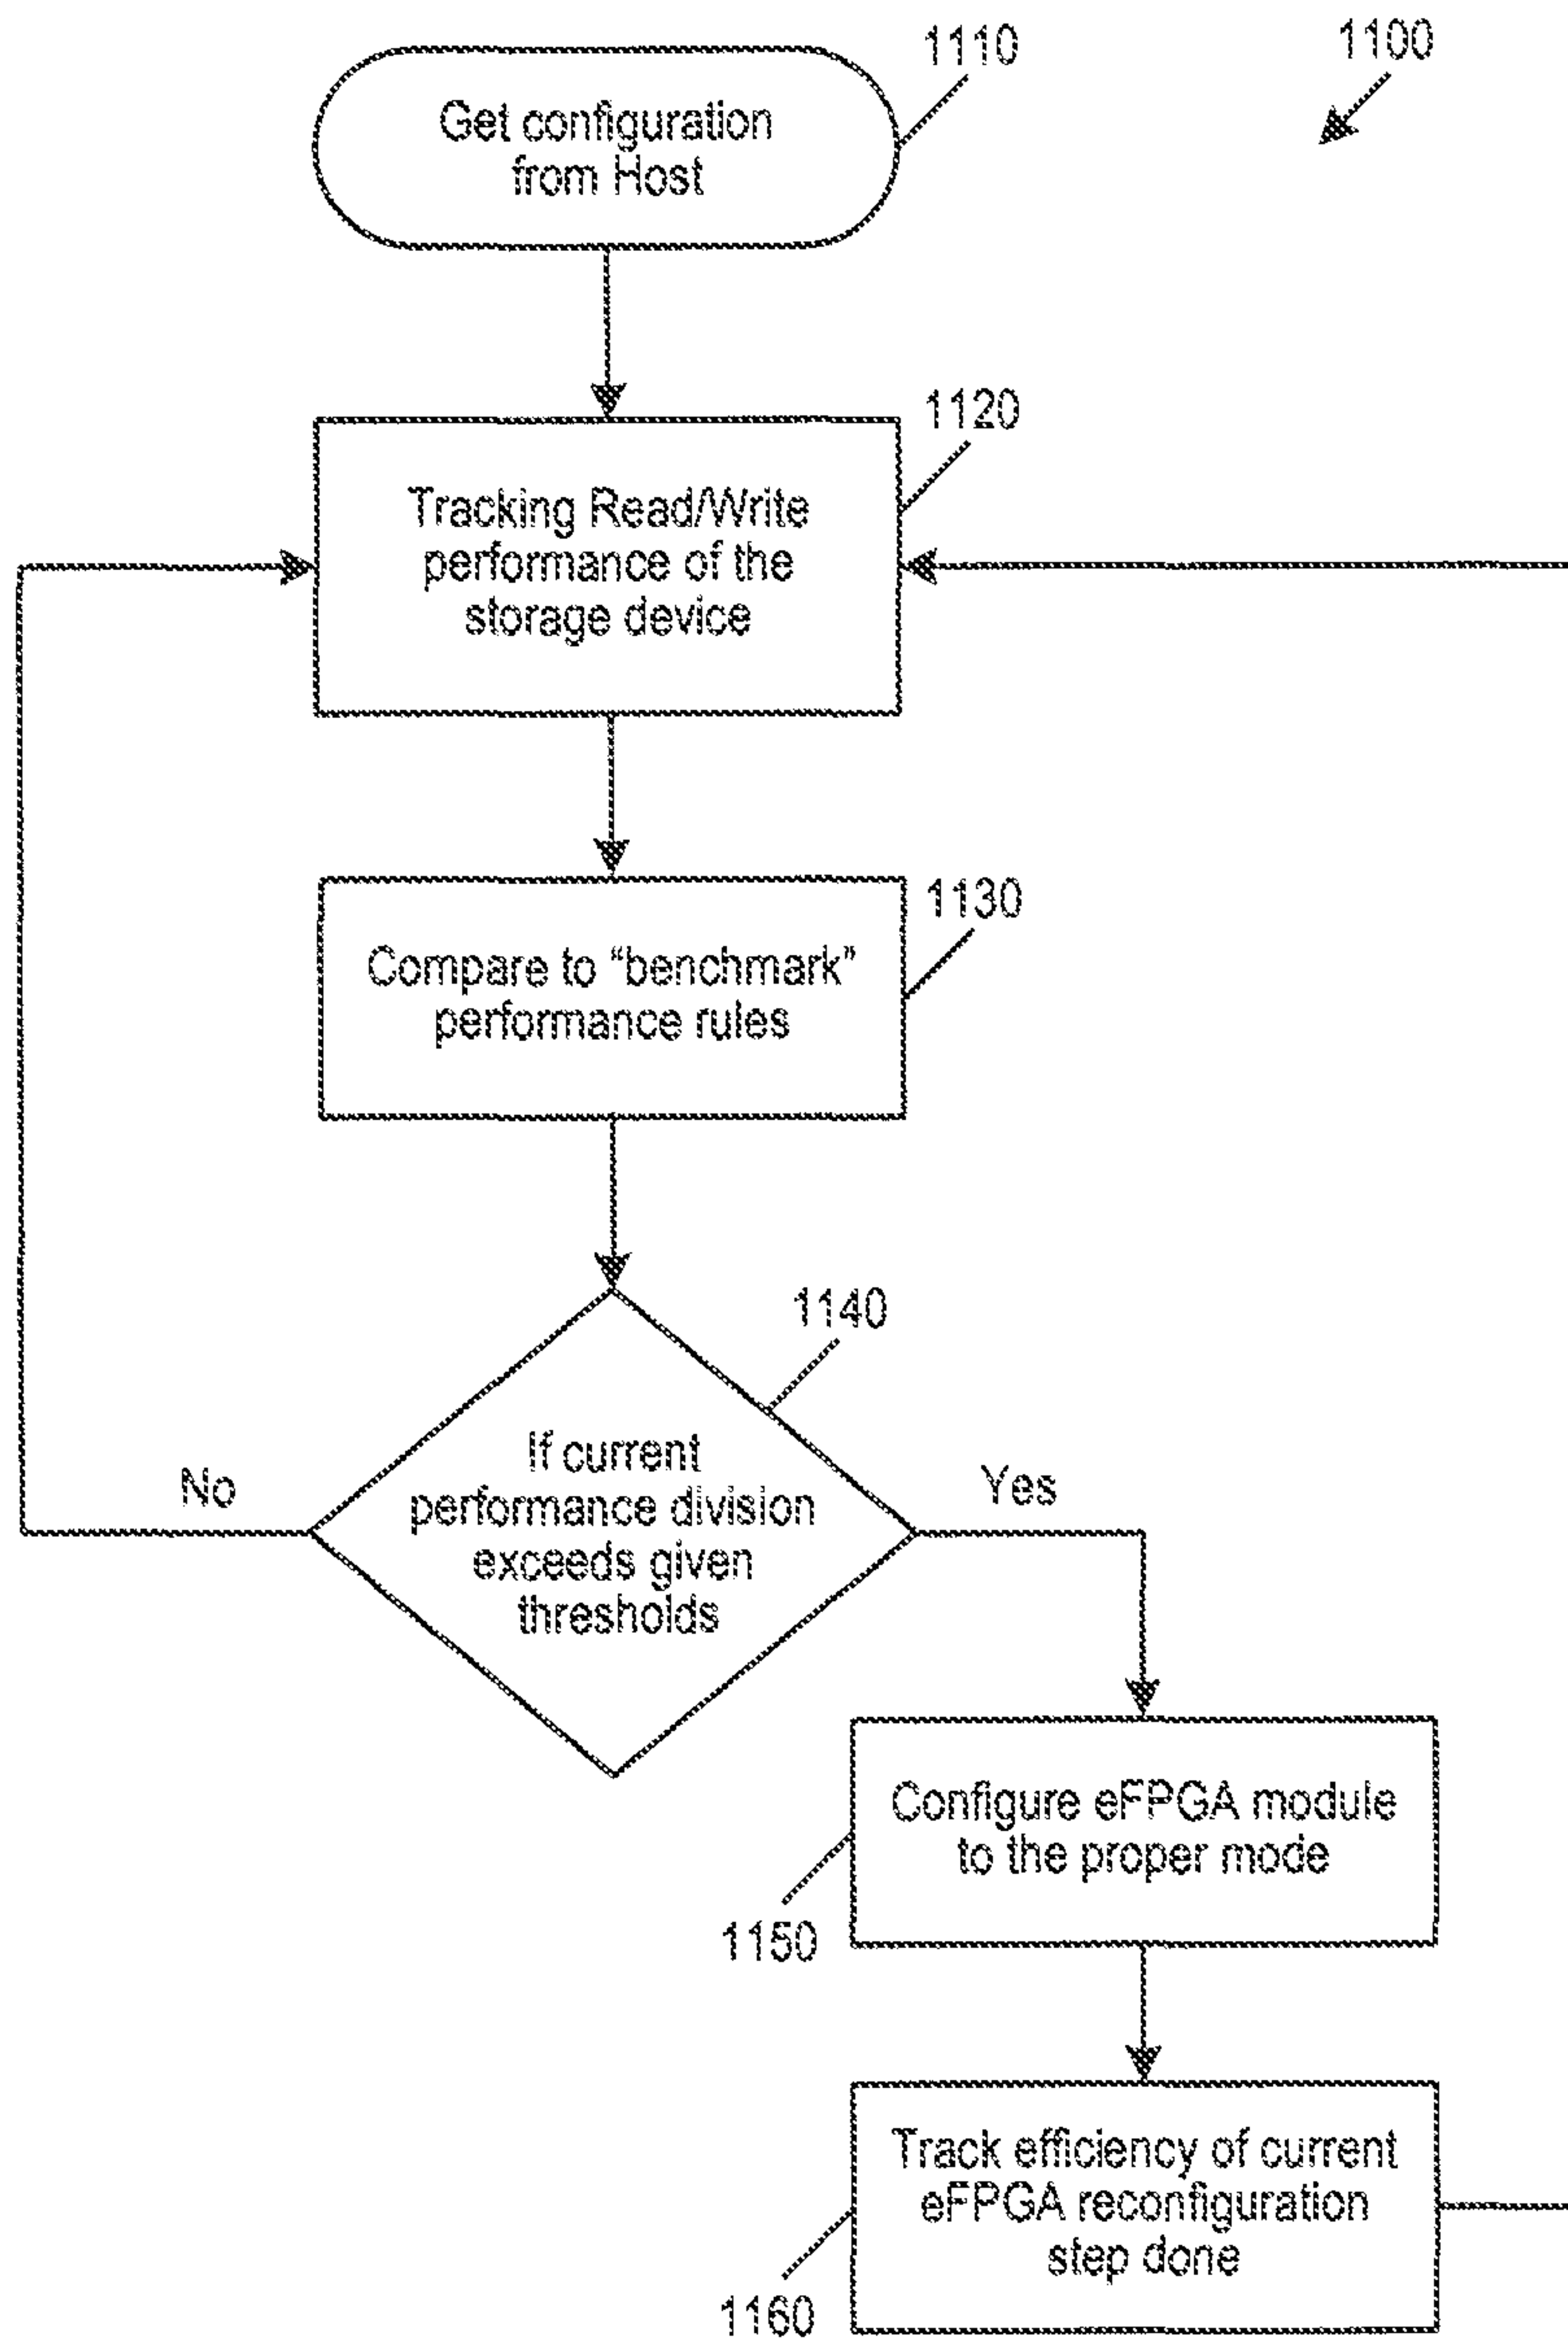 1110
1100
Get configuration
from Host
1120
Tracking Read/Write
performance of the
storage device
1130
Compare to “benchmark”
performance rules
1140
If current
performance division
exceeds given
thresholds
No
Yes
Configure eFPGA module
to the proper mode
1150
Track efficiency of current
eFPGA reconfiguration
step done
1160